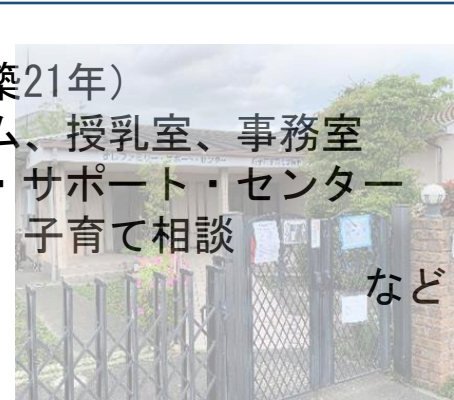 築21年）
ム、授乳室、事務室
・サポート・センター
子育て相談
など